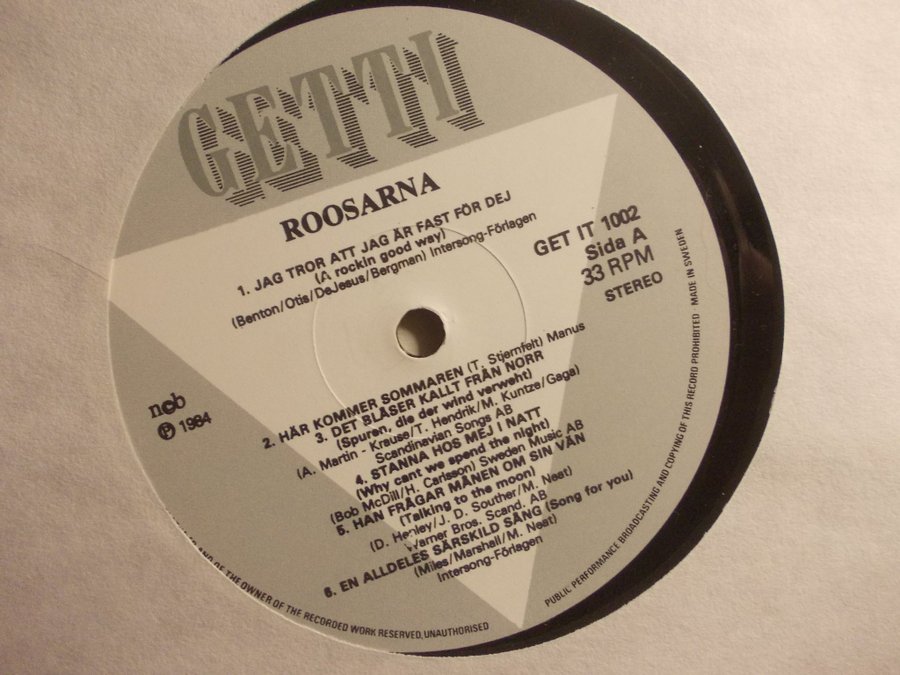 GETTI
ROOSARNA
1. JAG TROR ATT JAG ÄR FAST FÖR DEJ
(A rockin good way)
(Benton/Otis/DeJesus/Bergman) Intersong-Förlagen
GET IT 1002
Sida A
33 RPM
STEREO
ncb
Ⓟ 1984
2. HÄR KOMMER SOMMAREN (T. Stjernfelt) Manus
3. DET BLÅSER KALLT FRÅN NORR
(Spuren, die der wind verweht)
(A. Martin - Krause/T. Hendrik/M. Kuntze/Gaga)
Scandinavian Songs AB
4. STANNA HOS MEJ I NATT
(Why cant we spend the night)
(Bob McDill/H. Carlsson) Sweden Music AB
5. HAN FRÅGAR MÅNEN OM SIN VÄN
(Talking to the moon)
(D. Henley/J. D. Souther/M. Nest)
Warner Bros. Scand. AB
6. EN ALLDELES SÄRSKILD SÅNG (Song for you)
(Miles/Marshall/M. Nest)
Intersong-Förlagen
AND OF THE OWNER OF THE RECORDED WORK RESERVED, UNAUTHORISED
PUBLIC PERFORMANCE BROADCASTING AND COPYING OF THIS RECORD PROHIBITED · MADE IN SWEDEN